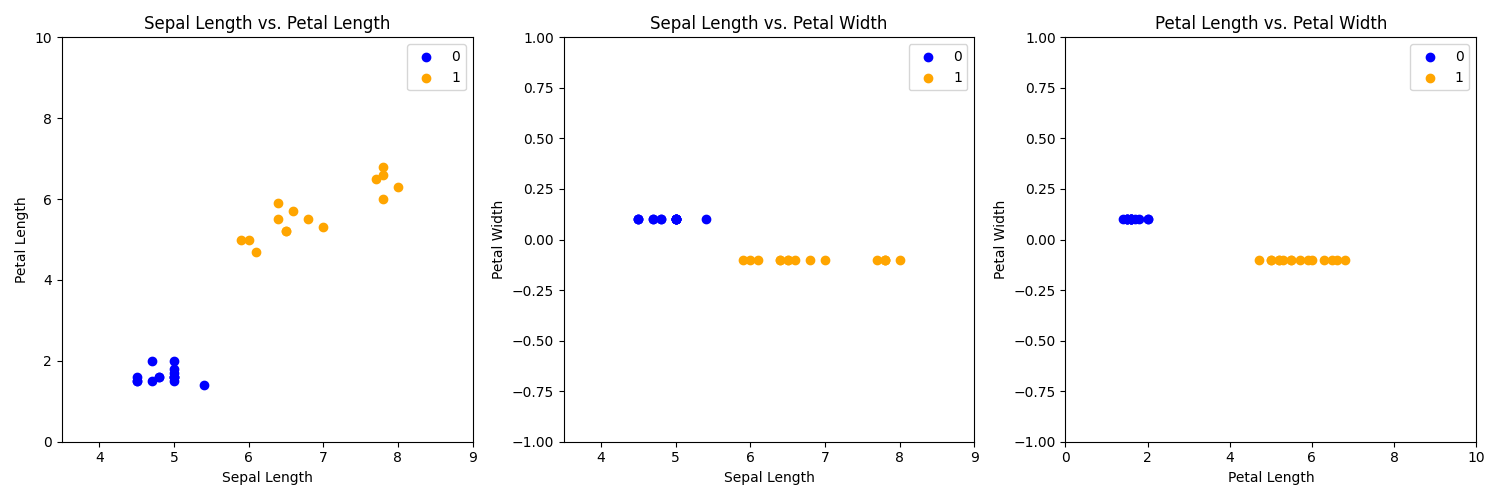 Sepal Length vs. Petal Length
10
8
6
4
2
0
4 5 6 7 8 9
Petal Length
Sepal Length
0
1
Sepal Length vs. Petal Width
1.00
0.75
0.50
0.25
0.00
−0.25
−0.50
−0.75
−1.00
4 5 6 7 8 9
Petal Width
Sepal Length
0
1
Petal Length vs. Petal Width
1.00
0.75
0.50
0.25
0.00
−0.25
−0.50
−0.75
−1.00
0 2 4 6 8 10
Petal Width
Petal Length
0
1